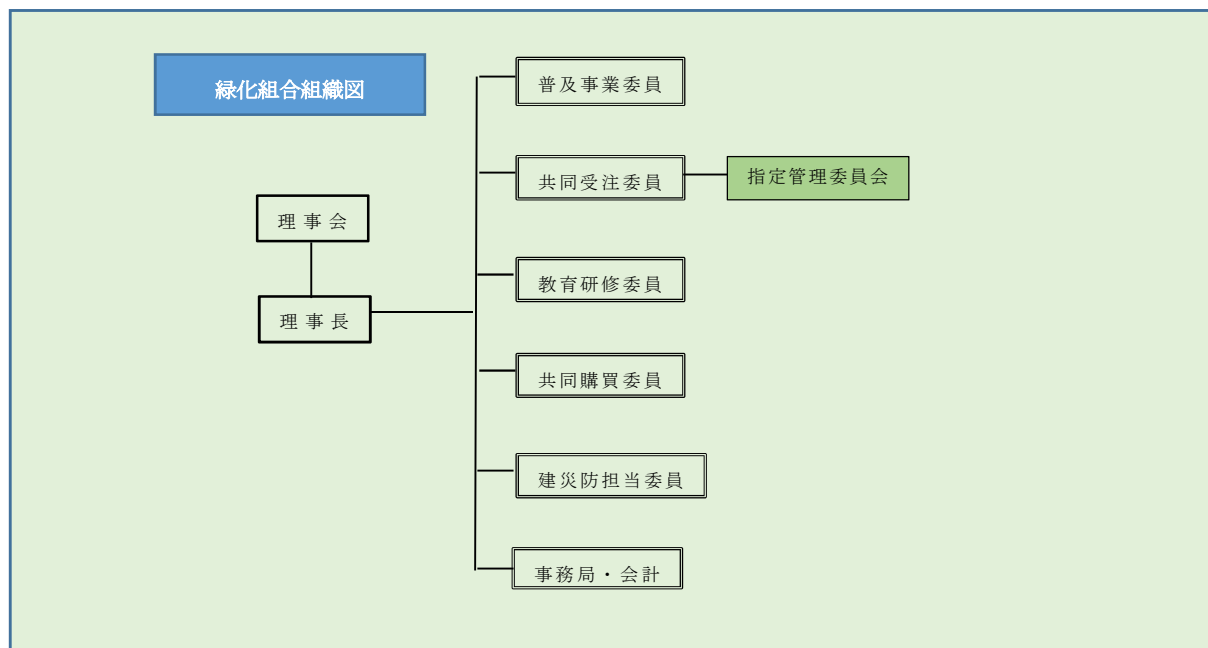 緑化組合組織図
普及事業委員
共同受注委員
指定管理委員会
理事会
教育研修委員
理事長
共同購買委員
建災防担当委員
事務局・会計